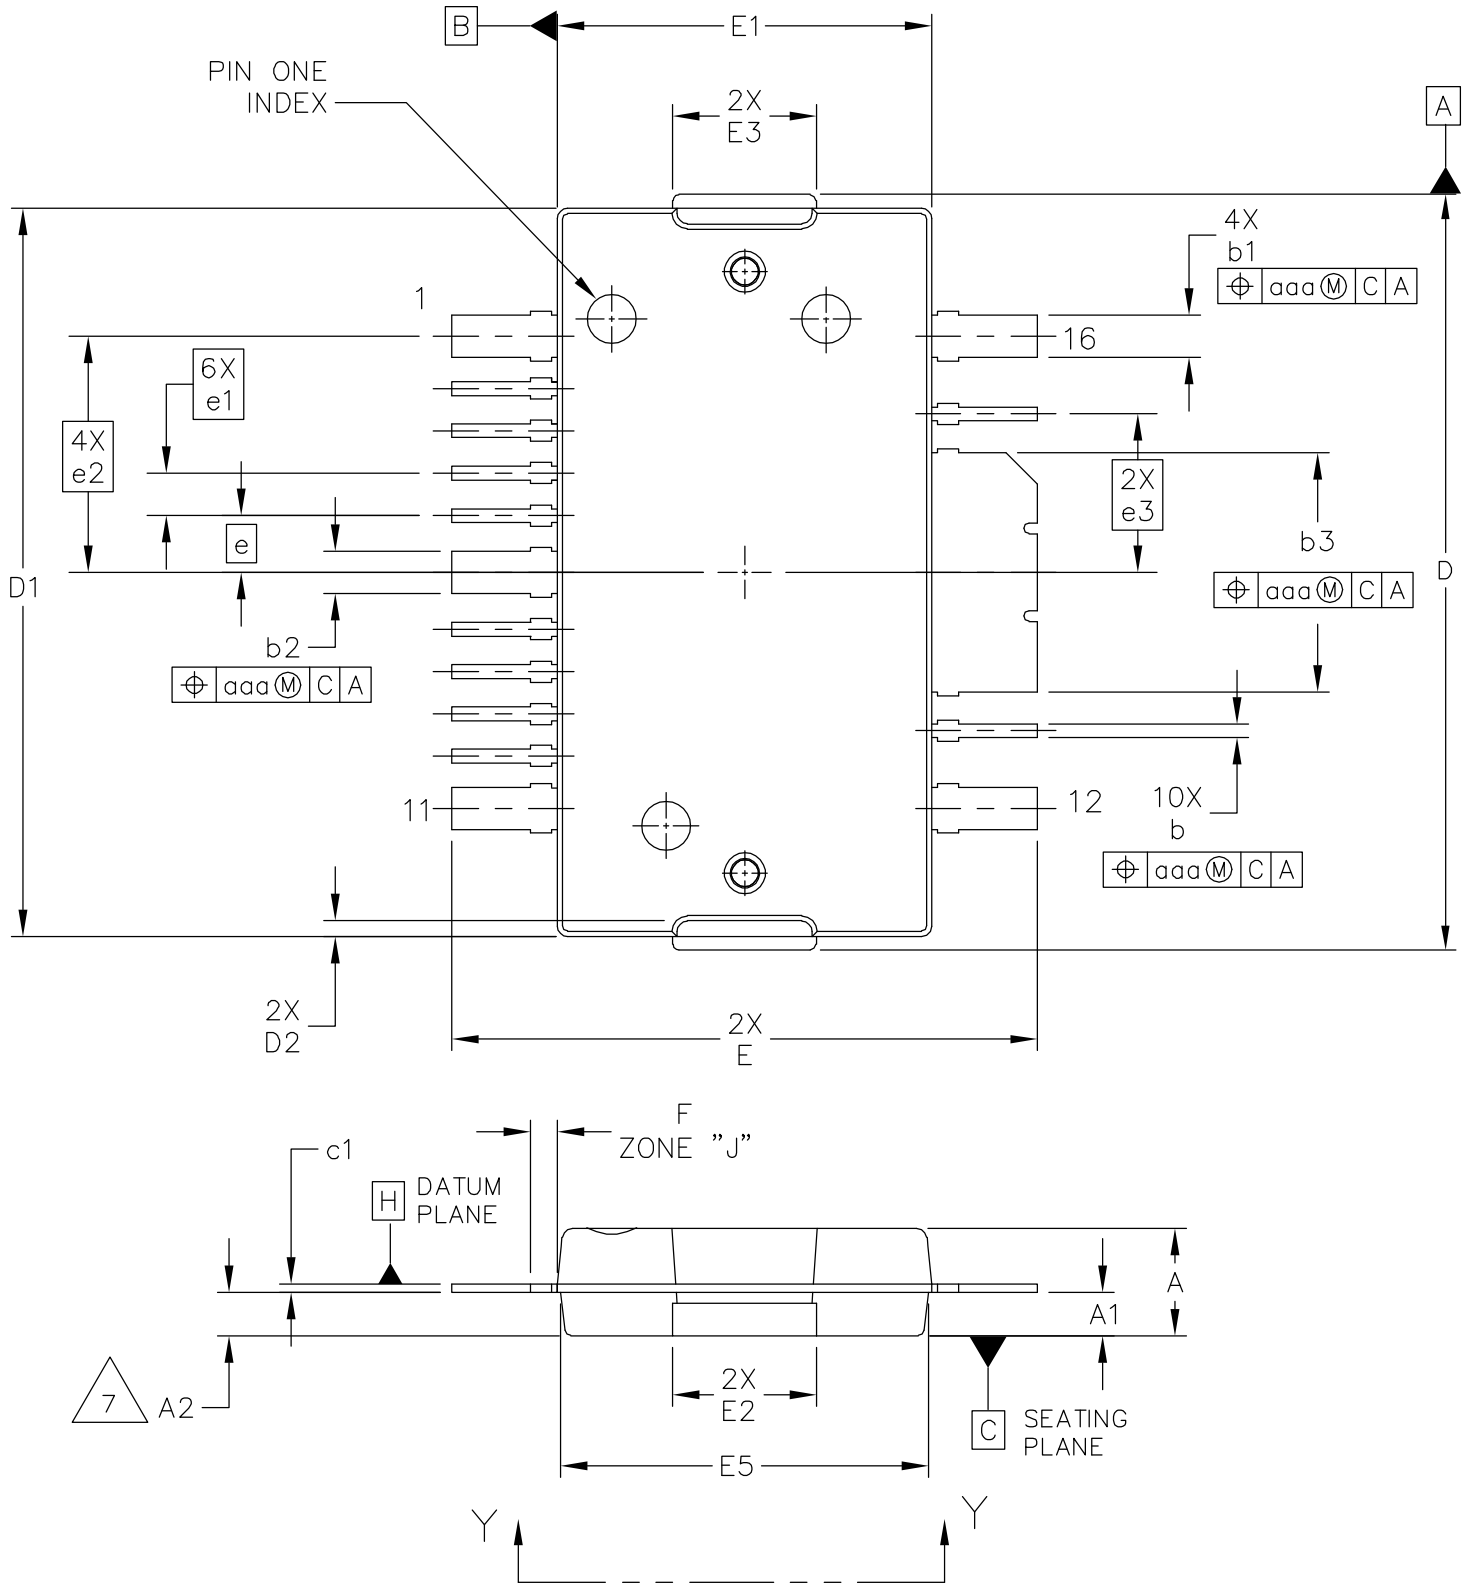 B
E1
PIN ONE
INDEX
2X
E3
A
4X
b1
⌖ aaa Ⓜ C A
1
16
6X
e1
4X
e2
2X
e3
e
b3
D1
D
⌖ aaa Ⓜ C A
b2
⌖ aaa Ⓜ C A
11
12
10X
b
⌖ aaa Ⓜ C A
2X
D2
2X
E
F
ZONE "J"
c1
H DATUM
PLANE
A
A1
7 A2
2X
E2
C SEATING
PLANE
E5
Y
Y